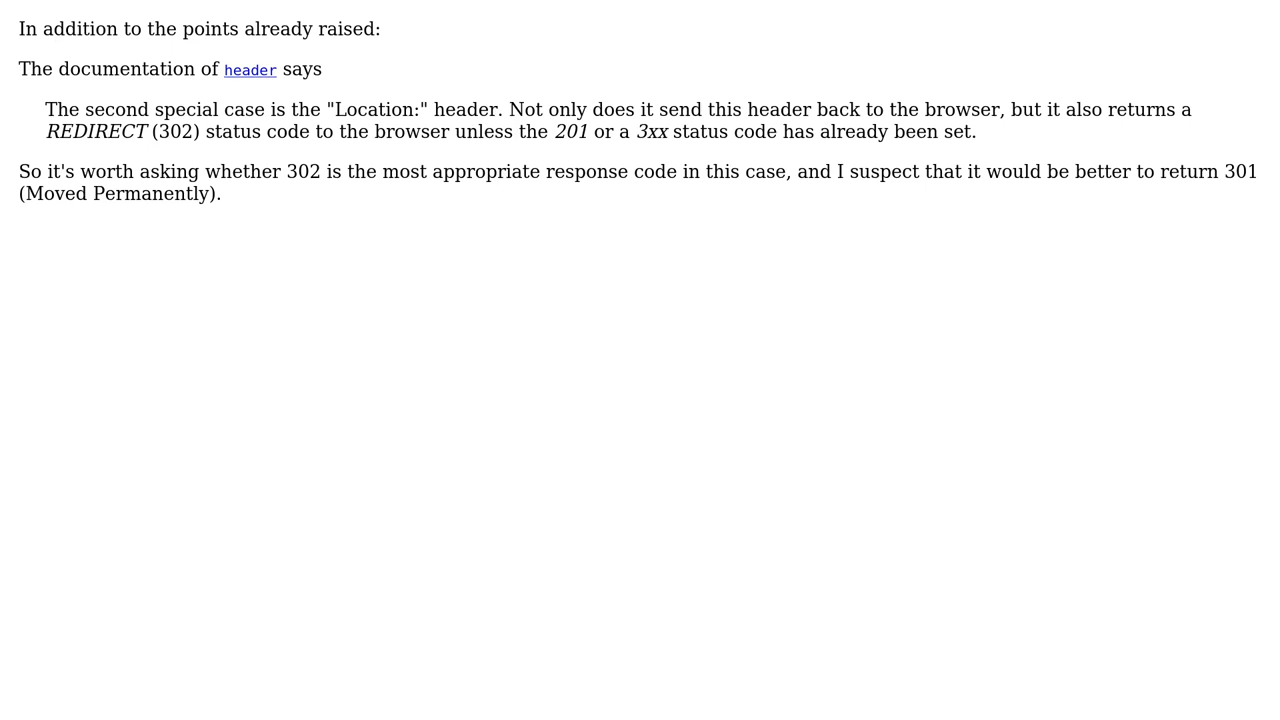 In addition to the points already raised:
The documentation of header says
The second special case is the "Location:" header. Not only does it send this header back to the browser, but it also returns a
REDIRECT (302) status code to the browser unless the 201 or a 3xx status code has already been set.
So it's worth asking whether 302 is the most appropriate response code in this case, and I suspect that it would be better to return 301
(Moved Permanently).